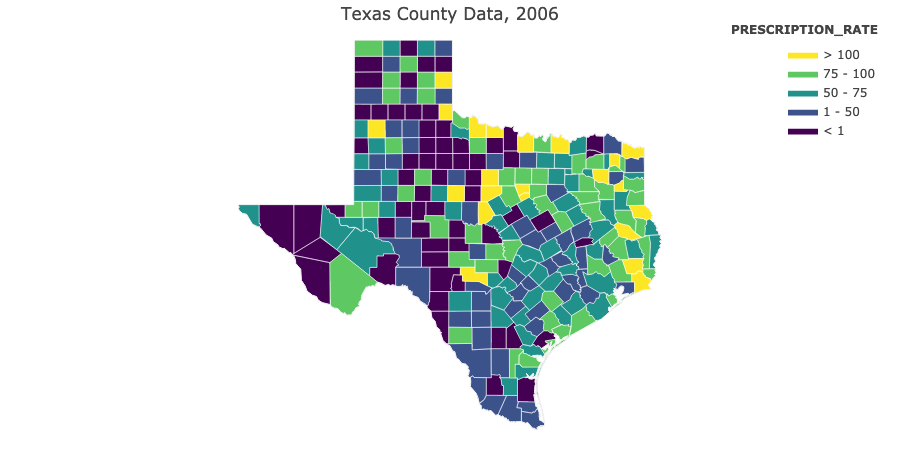 Texas County Data, 2006
PRESCRIPTION_RATE
> 100
75 - 100
50 - 75
1 - 50
< 1